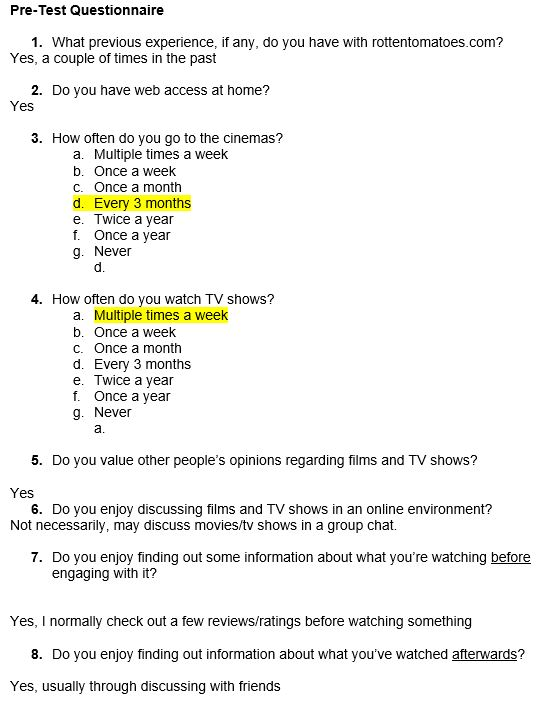 Pre-Test Questionnaire
1. What previous experience, if any, do you have with rottentomatoes.com?
Yes, a couple of times in the past
2. Do you have web access at home?
Yes
3. How often do you go to the cinemas?
a. Multiple times a week
b. Once a week
c. Once a month
d. Every 3 months
e. Twice a year
f. Once a year
g. Never
d.
4. How often do you watch TV shows?
a. Multiple times a week
b. Once a week
c. Once a month
d. Every 3 months
e. Twice a year
f. Once a year
g. Never
a.
5. Do you value other people's opinions regarding films and TV shows?
Yes
6. Do you enjoy discussing films and TV shows in an online environment?
Not necessarily, may discuss movies/tv shows in a group chat.
7. Do you enjoy finding out some information about what you're watching before
engaging with it?
Yes, I normally check out a few reviews/ratings before watching something
8. Do you enjoy finding out information about what you've watched afterwards?
Yes, usually through discussing with friends